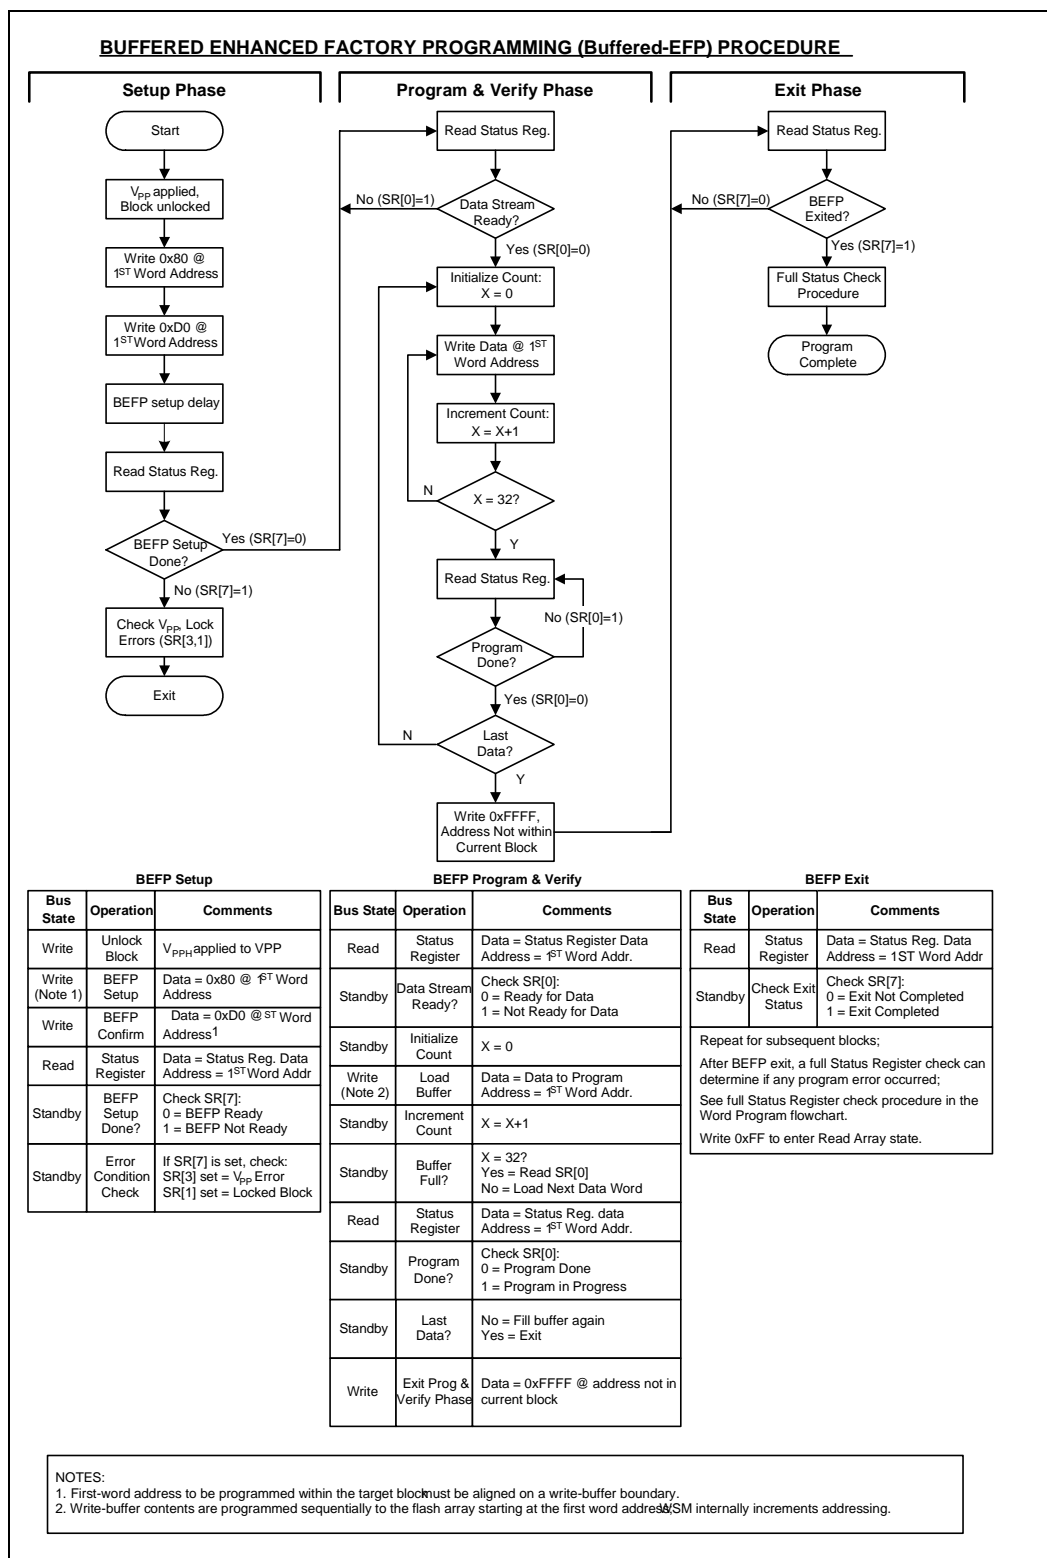 BUFFERED ENHANCED FACTORY PROGRAMMING (Buffered-EFP) PROCEDURE
Setup Phase
Start
VPP applied,
Block unlocked
Write 0x80 @
1ST Word Address
Write 0xD0 @
1ST Word Address
BEFP setup delay
Read Status Reg.
BEFP Setup
Done?
Yes (SR[7]=0)
No (SR[7]=1)
Check VPP, Lock
Errors (SR[3,1])
Exit
Program & Verify Phase
Read Status Reg.
No (SR[0]=1)
Data Stream
Ready?
Yes (SR[0]=0)
Initialize Count:
X = 0
Write Data @ 1ST
Word Address
Increment Count:
X = X+1
N
X = 32?
Y
Read Status Reg.
No (SR[0]=1)
Program
Done?
Yes (SR[0]=0)
N
Last
Data?
Y
Write 0xFFFF,
Address Not within
Current Block
Exit Phase
Read Status Reg.
No (SR[7]=0)
BEFP
Exited?
Yes (SR[7]=1)
Full Status Check
Procedure
Program
Complete
BEFP Setup
Bus State Operation Comments
Write Unlock Block VPPH applied to VPP
Write (Note 1) BEFP Setup Data = 0x80 @ 1ST Word Address
Write BEFP Confirm Data = 0xD0 @ ST Word Address1
Read Status Register Data = Status Reg. Data Address = 1ST Word Addr
Standby BEFP Setup Done? Check SR[7]:
0 = BEFP Ready
1 = BEFP Not Ready
Standby Error Condition Check If SR[7] is set, check:
SR[3] set = VPP Error
SR[1] set = Locked Block
BEFP Program & Verify
Bus State Operation Comments
Read Status Register Data = Status Register Data
Address = 1ST Word Addr.
Standby Data Stream Ready? Check SR[0]:
0 = Ready for Data
1 = Not Ready for Data
Standby Initialize Count X = 0
Write (Note 2) Load Buffer Data = Data to Program
Address = 1ST Word Addr.
Standby Increment Count X = X+1
Standby Buffer Full? X = 32?
Yes = Read SR[0]
No = Load Next Data Word
Read Status Register Data = Status Reg. data
Address = 1ST Word Addr.
Standby Program Done? Check SR[0]:
0 = Program Done
1 = Program in Progress
Standby Last Data? No = Fill buffer again
Yes = Exit
Write Exit Prog & Verify Phase Data = 0xFFFF @ address not in
current block
BEFP Exit
Bus State Operation Comments
Read Status Register Data = Status Reg. Data
Address = 1ST Word Addr
Standby Check Exit Status Check SR[7]:
0 = Exit Not Completed
1 = Exit Completed
Repeat for subsequent blocks;
After BEFP exit, a full Status Register check can
determine if any program error occurred;
See full Status Register check procedure in the
Word Program flowchart.
Write 0xFF to enter Read Array state.
NOTES:
1. First-word address to be programmed within the target block must be aligned on a write-buffer boundary.
2. Write-buffer contents are programmed sequentially to the flash array starting at the first word address; WSM internally increments addressing.